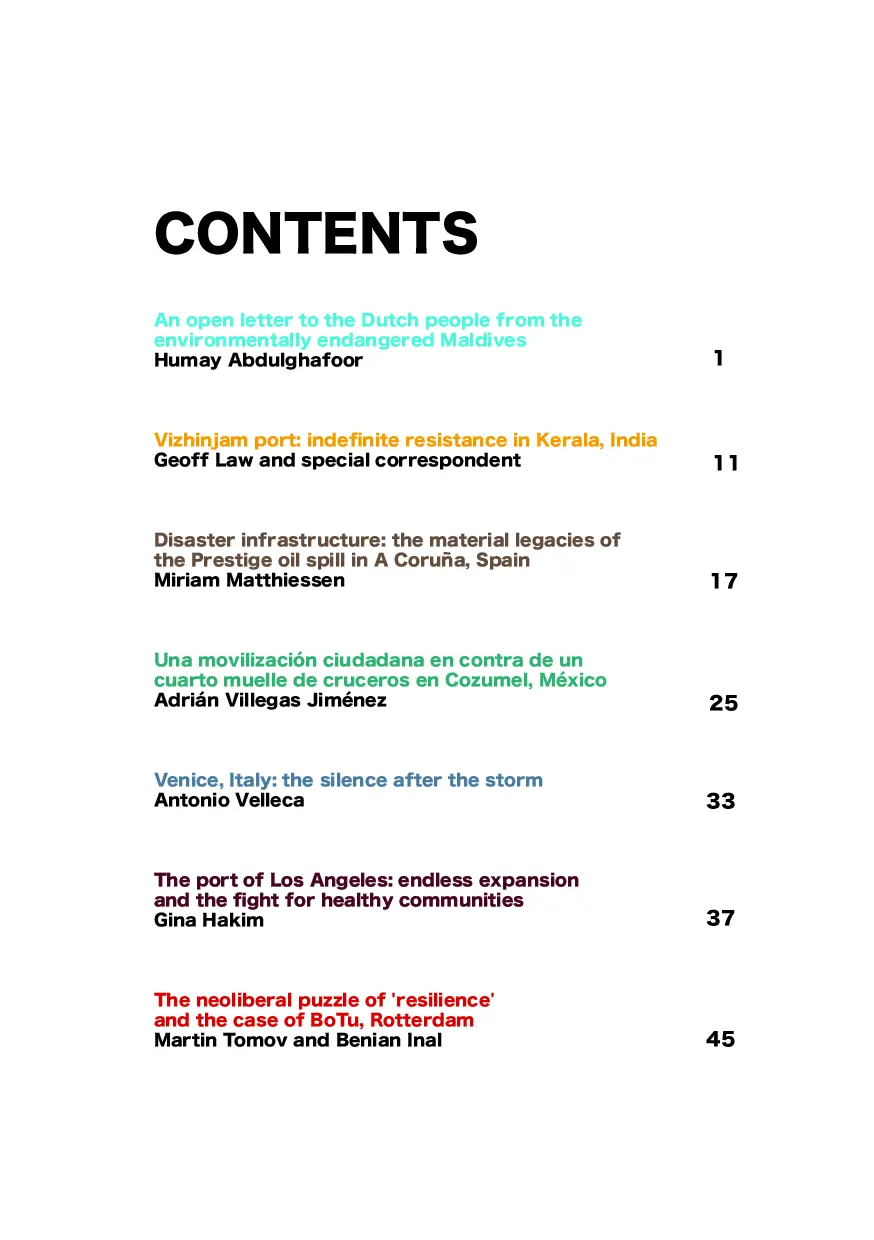 CONTENTS
An open letter to the Dutch people from the
environmentally endangered Maldives
Humay Abdulghafoor
1
Vizhinjam port: indefinite resistance in Kerala, India
Geoff Law and special correspondent
11
Disaster infrastructure: the material legacies of
the Prestige oil spill in A Coruña, Spain
Miriam Matthiessen
17
Una movilización ciudadana en contra de un
cuarto muelle de cruceros en Cozumel, México
Adrián Villegas Jiménez
25
Venice, Italy: the silence after the storm
Antonio Velleca
33
The port of Los Angeles: endless expansion
and the fight for healthy communities
Gina Hakim
37
The neoliberal puzzle of 'resilience'
and the case of BoTu, Rotterdam
Martin Tomov and Benian Inal
45